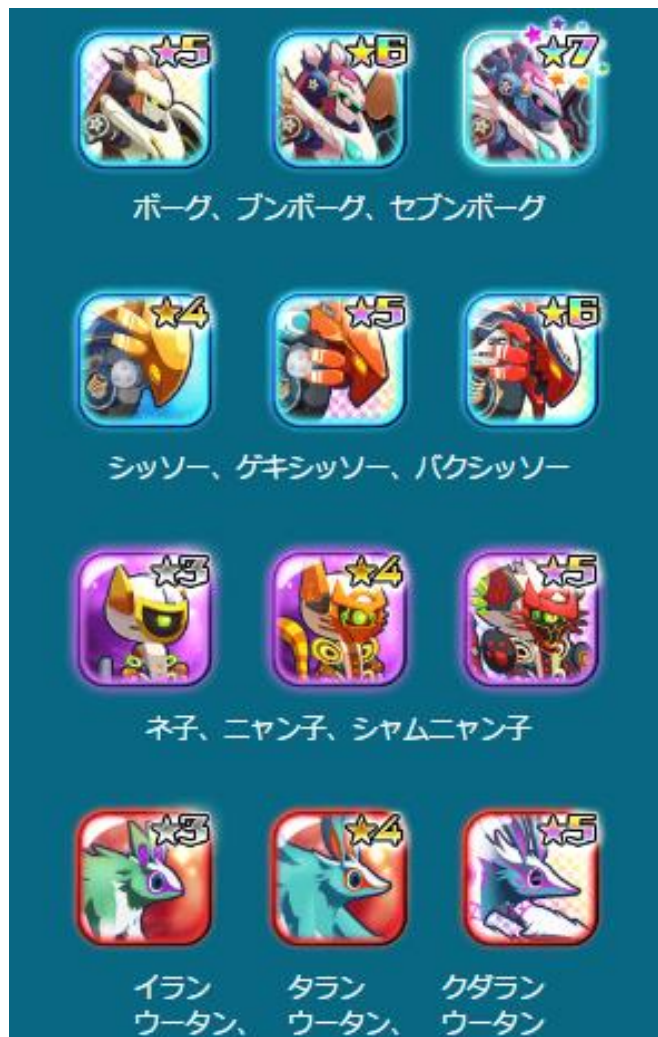 ★5 ★6 ★7
ボーグ、ブンボーグ、セブンボーグ
★4 ★5 ★6
シッソー、ゲキシッソー、バクシッソー
★3 ★4 ★5
ネ子、ニャン子、シャムニャン子
★3 ★4 ★5
イラン タラン クダラン
ウータン、 ウータン、 ウータン